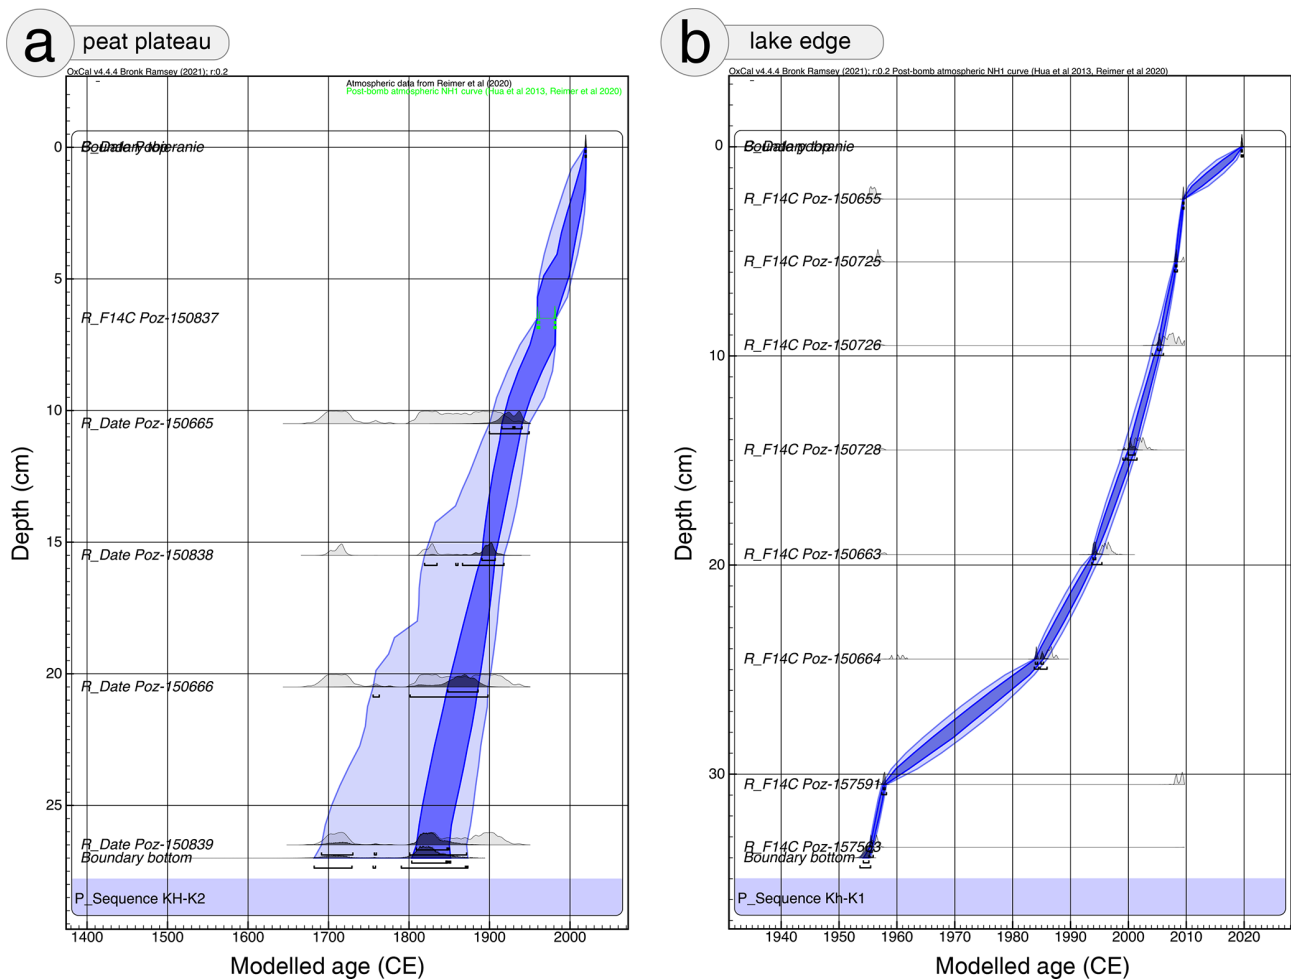 a peat plateau
OxCal v4.4.4 Bronk Ramsey (2021); r:0.2
Atmospheric data from Reimer et al (2020)
Post-bomb atmospheric NH1 curve (Hua et al 2013, Reimer et al 2020)
0
R_F14C Poz-150837
5
10
R_Date Poz-150665
15
R_Date Poz-150838
20
R_Date Poz-150666
25
R_Date Poz-150839
Boundary bottom
P_Sequence KH-K2
Depth (cm)
1400 1500 1600 1700 1800 1900 2000
Modelled age (CE)
b lake edge
OxCal v4.4.4 Bronk Ramsey (2021); r:0.2 Post-bomb atmospheric NH1 curve (Hua et al 2013, Reimer et al 2020)
0
R_F14C Poz-150655
R_F14C Poz-150725
R_F14C Poz-150726
10
R_F14C Poz-150728
R_F14C Poz-150663
20
R_F14C Poz-150664
30
R_F14C Poz-157591
Boundary bottom
P_Sequence Kh-K1
Depth (cm)
1940 1950 1960 1970 1980 1990 2000 2010 2020
Modelled age (CE)